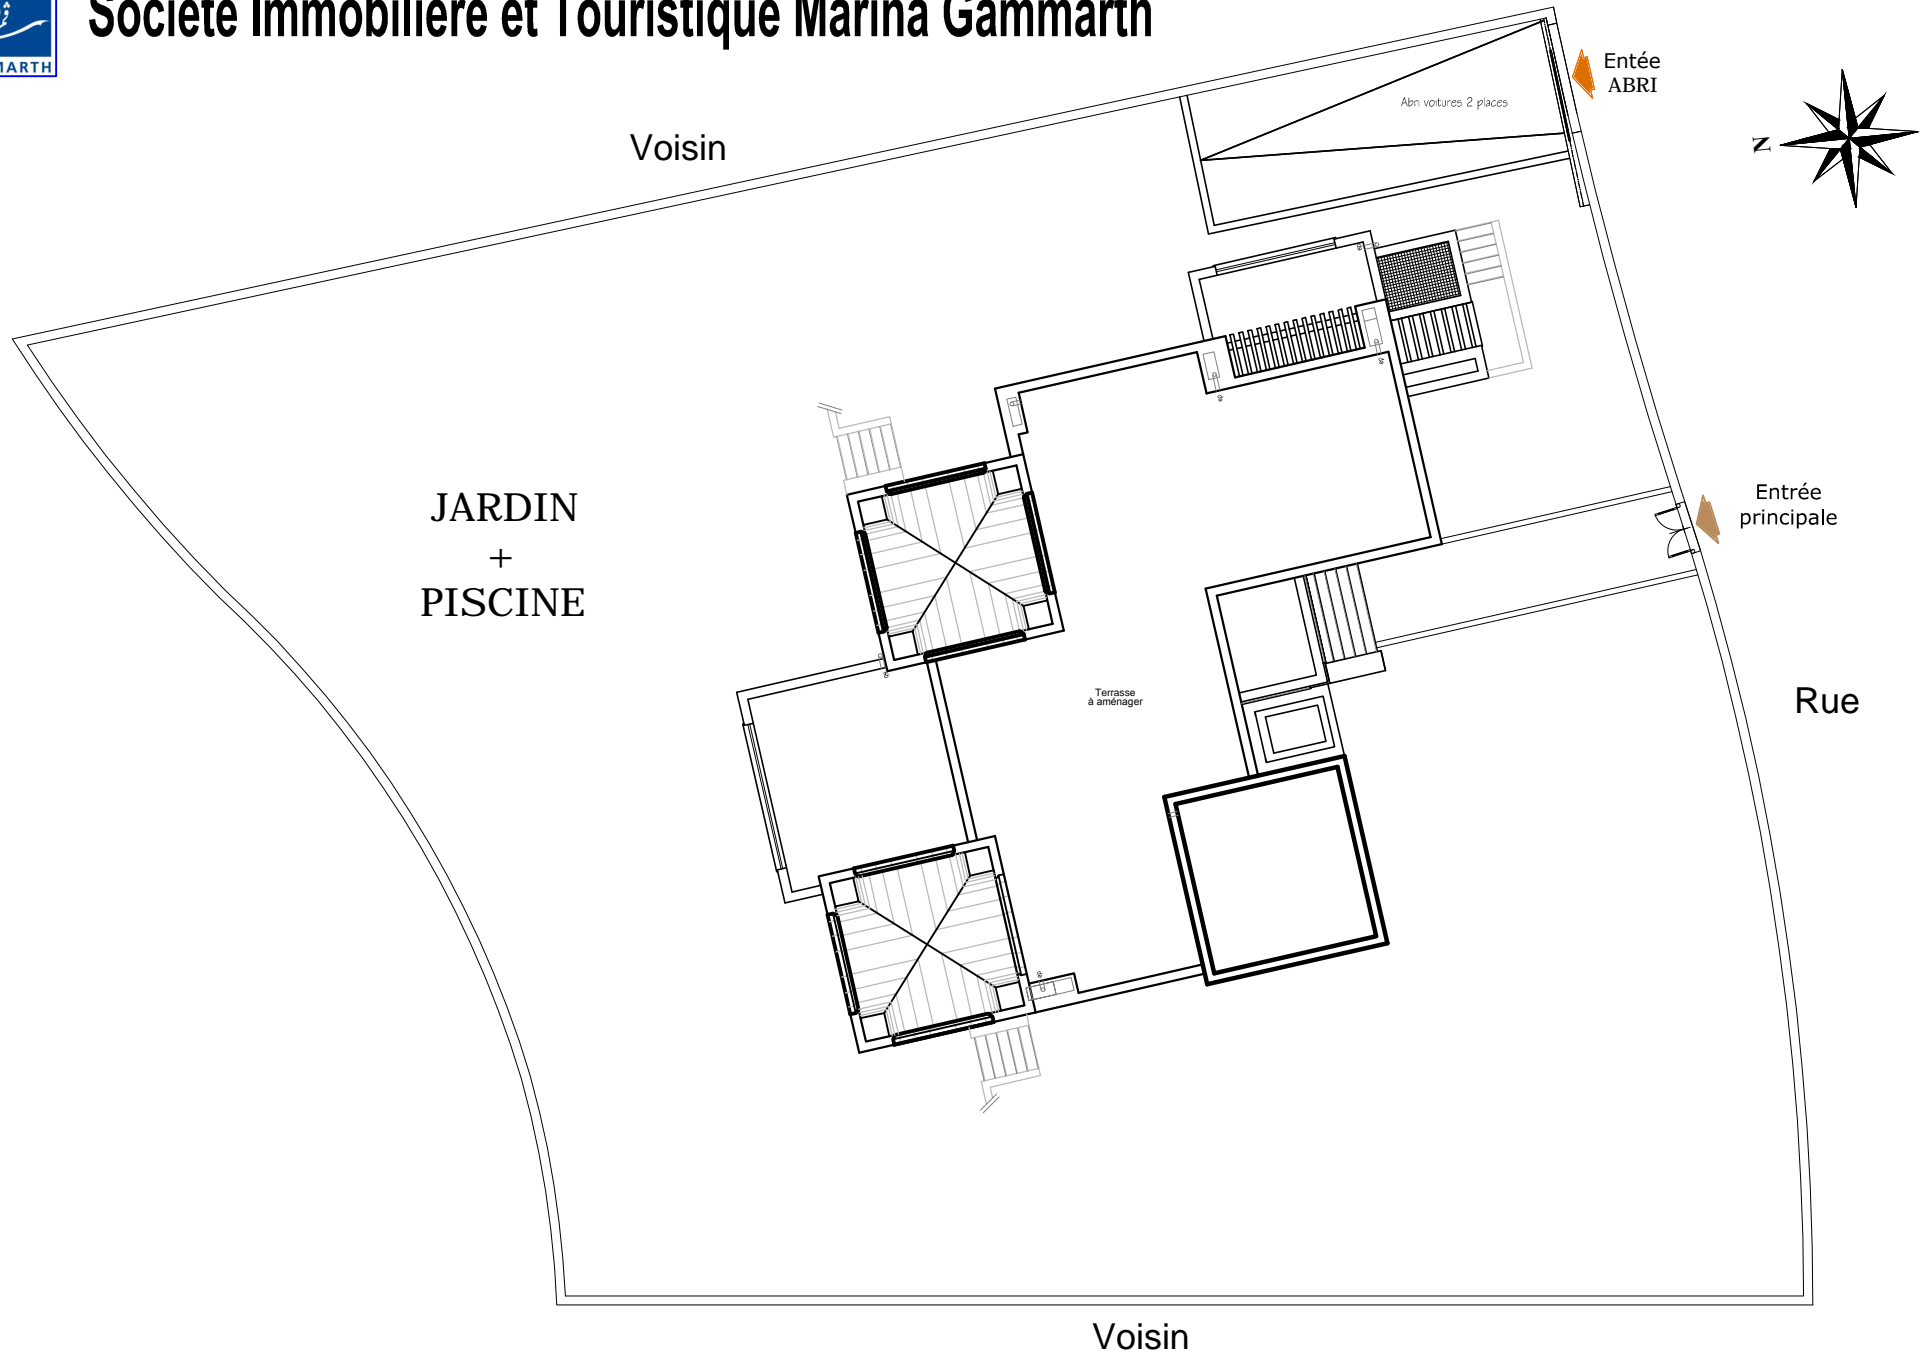 Société Immobilière et Touristique Marina Gammarth
MARTH
Entée
ABRI
Abri voitures 2 places
Voisin
N
JARDIN
+
PISCINE
Entrée
principale
Terrasse
à aménager
Rue
Voisin